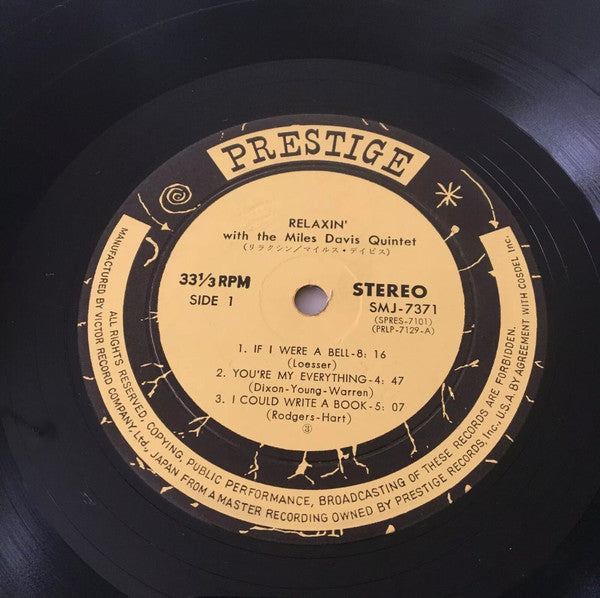 PRESTIGE
RELAXIN'
with the Miles Davis Quintet
(リラクシン/マイルス・デイビス)
33⅓ RPM
SIDE 1
STEREO
SMJ-7371
(SPRES-7101)
(PRLP-7129-A)
1. IF I WERE A BELL-8: 16
(Loesser)
2. YOU'RE MY EVERYTHING-4: 47
(Dixon-Young-Warren)
3. I COULD WRITE A BOOK-5: 07
(Rodgers-Hart)
③
ALL RIGHTS RESERVED, COPYING, PUBLIC PERFORMANCE, BROADCASTING OF THESE RECORDS ARE FORBIDDEN.
MANUFACTURED BY VICTOR RECORD COMPANY, Ltd., JAPAN FROM A MASTER RECORDING OWNED BY PRESTIGE RECORDS, Inc., U.S.A. BY AGREEMENT WITH COSDEL Inc.